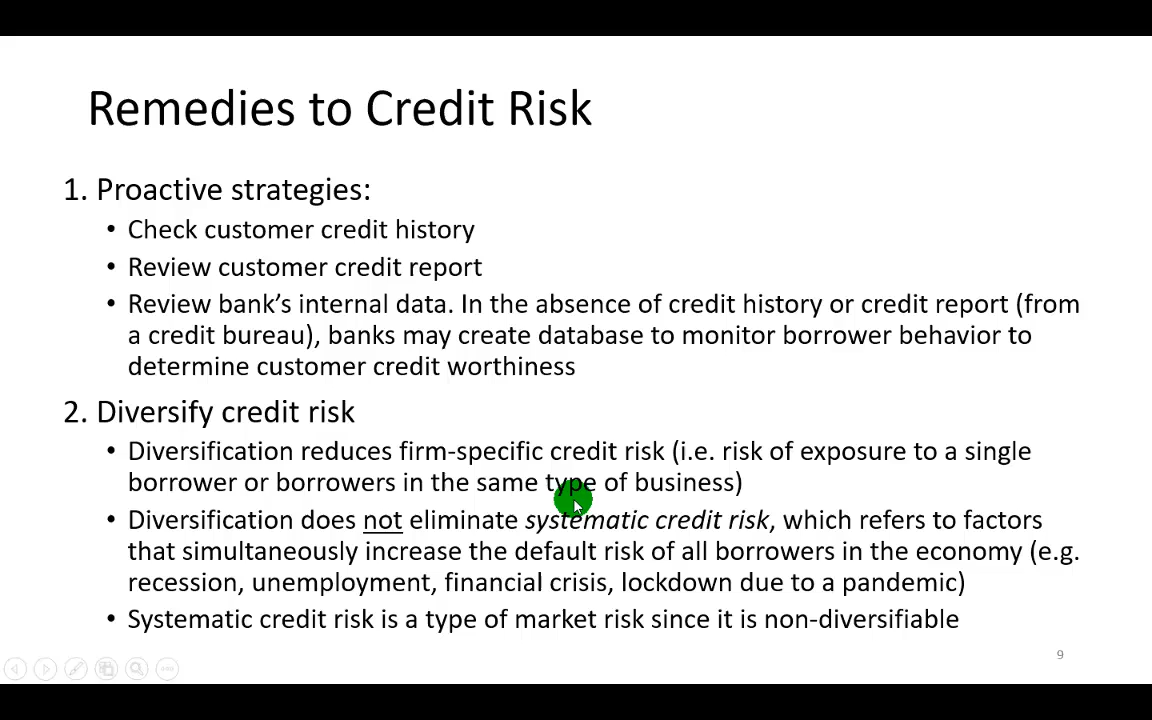 Remedies to Credit Risk
1. Proactive strategies:
• Check customer credit history
• Review customer credit report
• Review bank’s internal data. In the absence of credit history or credit report (from
a credit bureau), banks may create database to monitor borrower behavior to
determine customer credit worthiness
2. Diversify credit risk
• Diversification reduces firm-specific credit risk (i.e. risk of exposure to a single
borrower or borrowers in the same type of business)
• Diversification does not eliminate systematic credit risk, which refers to factors
that simultaneously increase the default risk of all borrowers in the economy (e.g.
recession, unemployment, financial crisis, lockdown due to a pandemic)
• Systematic credit risk is a type of market risk since it is non-diversifiable
9